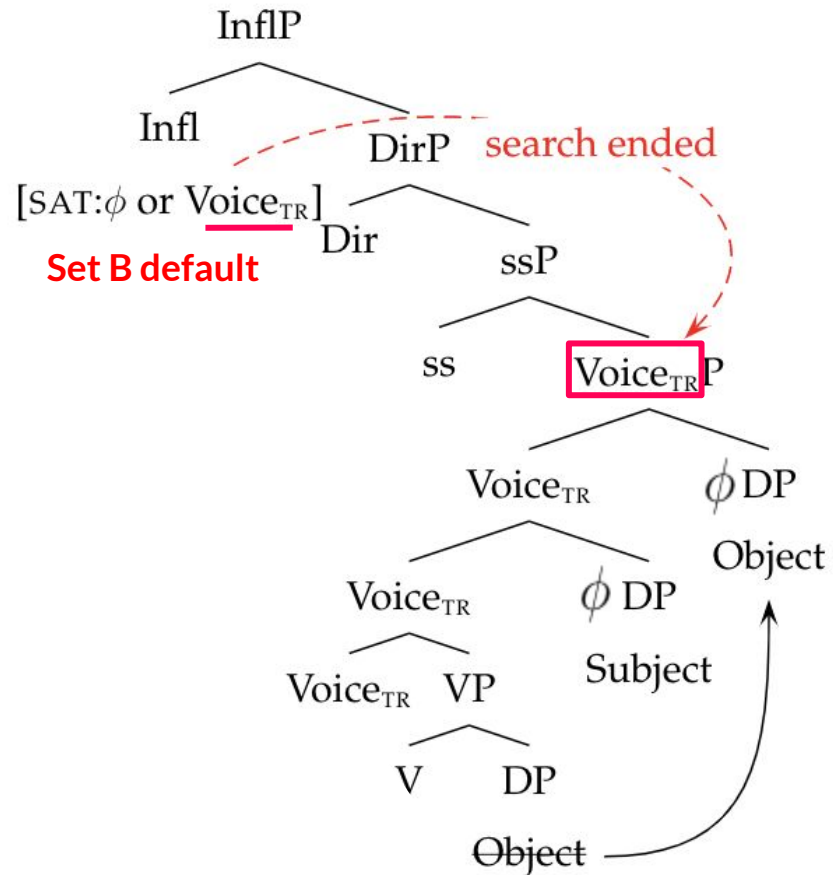 InflP
Infl
DirP search ended
[SAT:ϕ or VoiceTR]
Dir
Set B default
ssP
ss
VoiceTRP
VoiceTR ϕ DP
Object
VoiceTR ϕ DP
Subject
VoiceTR VP
V DP
Object